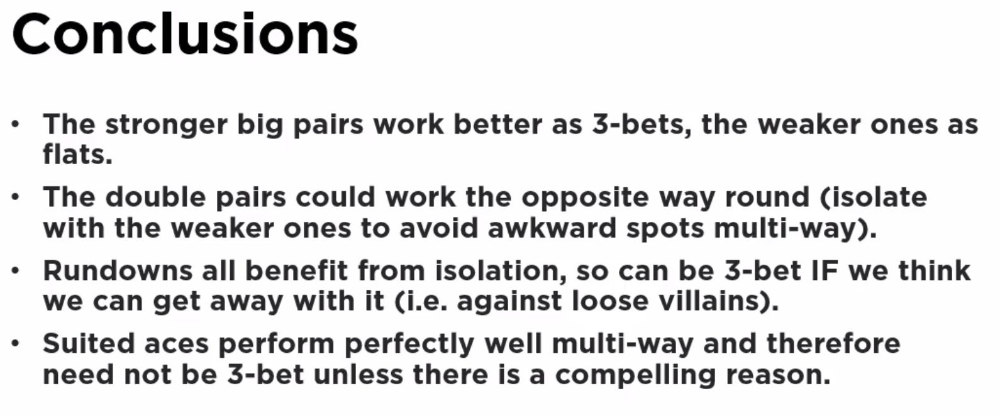 Conclusions
• The stronger big pairs work better as 3-bets, the weaker ones as
flats.
• The double pairs could work the opposite way round (isolate
with the weaker ones to avoid awkward spots multi-way).
• Rundowns all benefit from isolation, so can be 3-bet IF we think
we can get away with it (i.e. against loose villains).
• Suited aces perform perfectly well multi-way and therefore
need not be 3-bet unless there is a compelling reason.